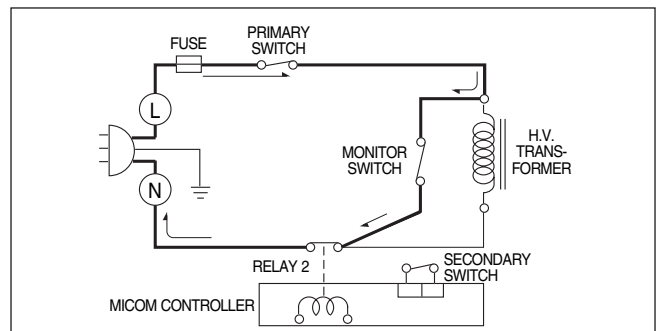 FUSE
PRIMARY
SWITCH
L
H.V.
TRANS-
FORMER
MONITOR
SWITCH
N
RELAY 2
SECONDARY
SWITCH
MICOM CONTROLLER